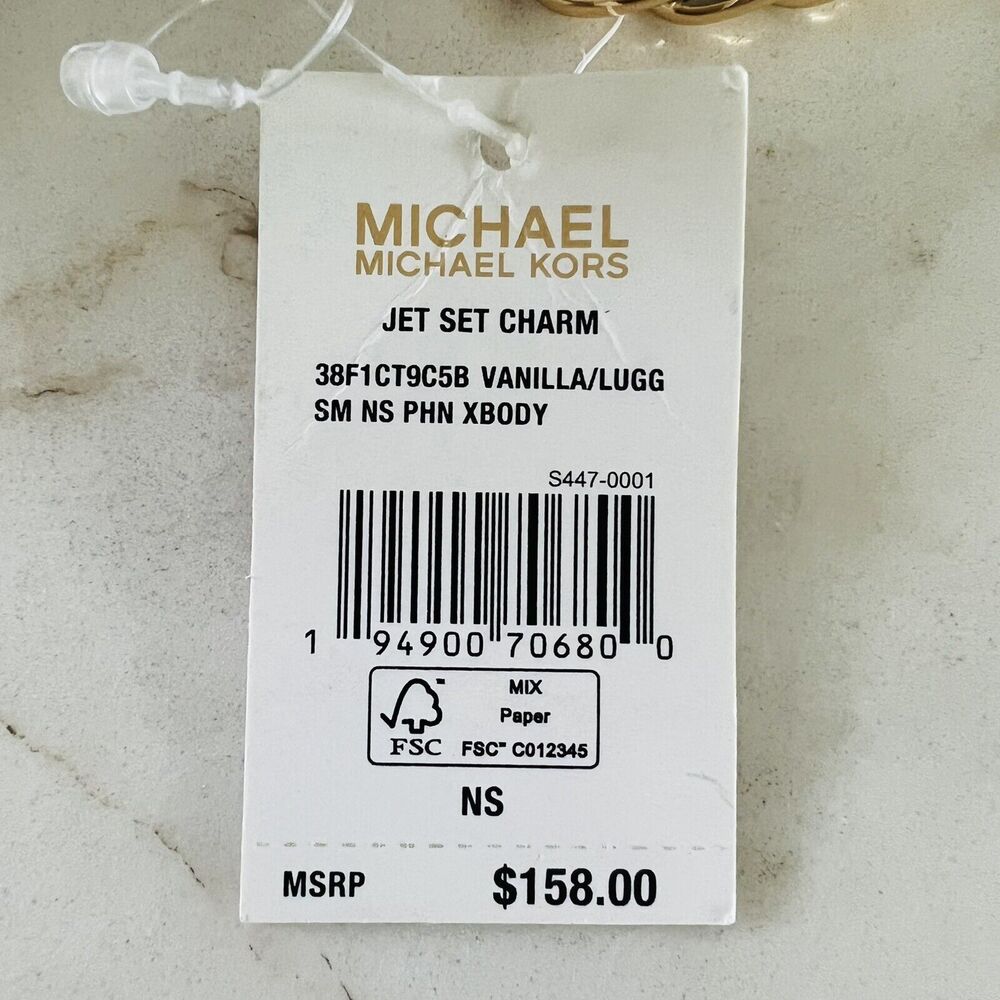 MICHAEL
MICHAEL KORS
JET SET CHARM
38F1CT9C5B VANILLA/LUGG
SM NS PHN XBODY
S447-0001
1 94900 70680 0
FSC
MIX
Paper
FSC™ C012345
NS
MSRP $158.00